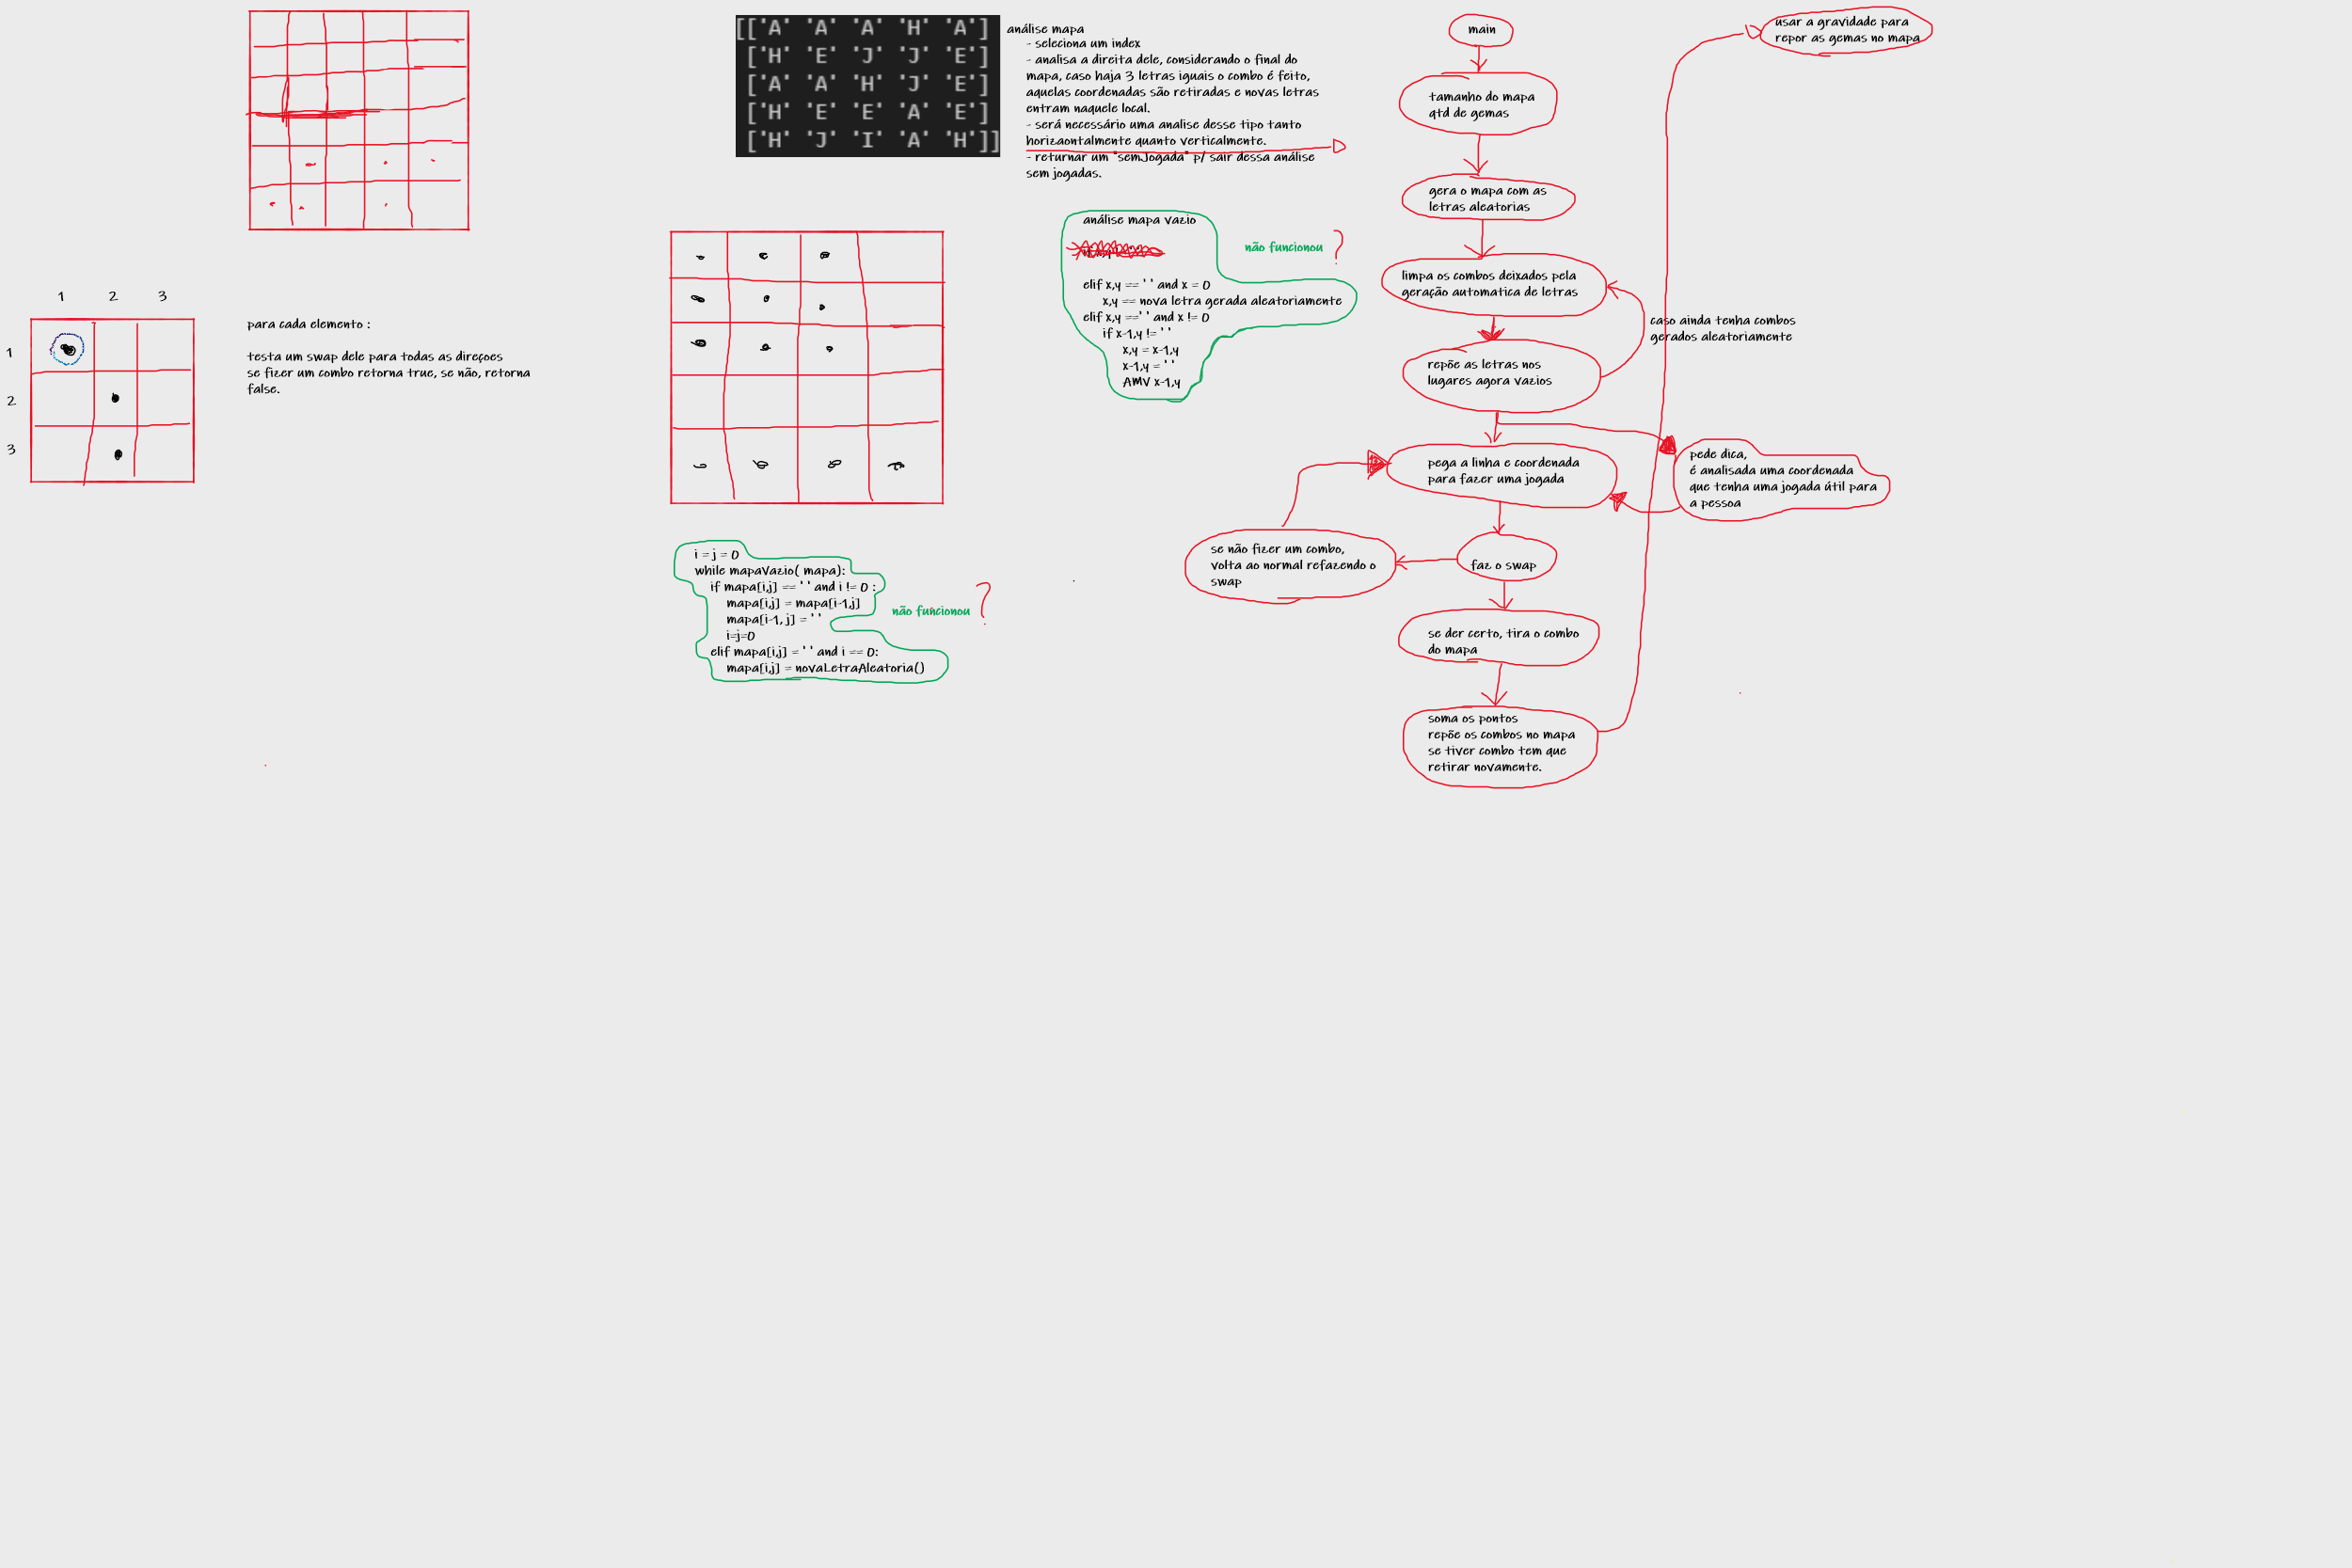 [['A' 'A' 'A' 'H' 'A']
['H' 'E' 'J' 'J' 'E']
['A' 'A' 'H' 'J' 'E']
['H' 'E' 'E' 'A' 'E']
['H' 'J' 'I' 'A' 'H']]
análise mapa
- seleciona um index
- analisa a direita dele, considerando o final do
mapa, caso haja 3 letras iguais o combo é feito,
aquelas coordenadas são retiradas e novas letras
entram naquele local.
- será necessário uma analise desse tipo tanto
horizaontalmente quanto verticalmente.
- returnar um "semJogada" p/ sair dessa análise
sem jogadas.
análise mapa vazio
não funcionou ?
elif x,y == ' ' and x = 0
x,y == nova letra gerada aleatoriamente
elif x,y ==' ' and x != 0
if x-1,y != ' '
x,y = x-1,y
x-1,y = ' '
AMV x-1,y
1 2 3
1
2
3
para cada elemento :
testa um swap dele para todas as direçoes
se fizer um combo retorna true, se não, retorna
false.
i = j = 0
while mapaVazio( mapa):
if mapa[i,j] == ' ' and i != 0 :
mapa[i,j] = mapa[i-1,j]
mapa[i-1, j] = ' '
i=j=0
elif mapa[i,j] = ' ' and i == 0:
mapa[i,j] = novaLetraAleatoria()
não funcionou ?
main
tamanho do mapa
qtd de gemas
gera o mapa com as
letras aleatorias
limpa os combos deixados pela
geração automatica de letras
caso ainda tenha combos
gerados aleatoriamente
repõe as letras nos
lugares agora vazios
pega a linha e coordenada
para fazer uma jogada
pede dica,
é analisada uma coordenada
que tenha uma jogada útil para
a pessoa
faz o swap
se não fizer um combo,
volta ao normal refazendo o
swap
se der certo, tira o combo
do mapa
soma os pontos
repõe os combos no mapa
se tiver combo tem que
retirar novamente.
usar a gravidade para
repor as gemas no mapa